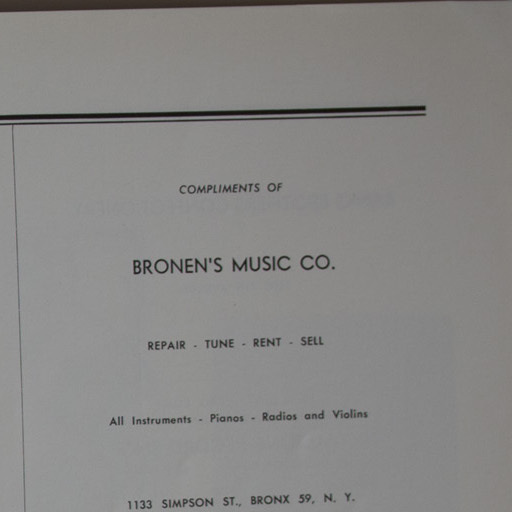 COMPLIMENTS OF
BRONEN'S MUSIC CO.
REPAIR - TUNE - RENT - SELL
All Instruments - Pianos - Radios and Violins
1133 SIMPSON ST., BRONX 59, N. Y.